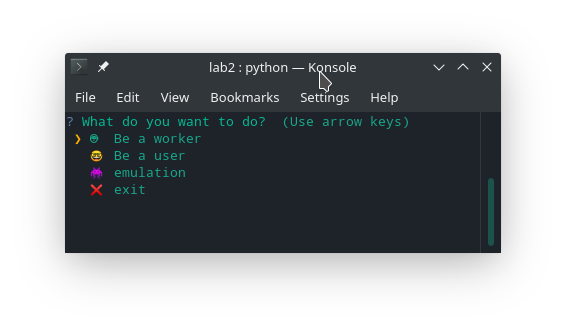 lab2 : python — Konsole
File Edit View Bookmarks Settings Help
? What do you want to do? (Use arrow keys)
❯ Be a worker
🤓 Be a user
👾 emulation
❌ exit